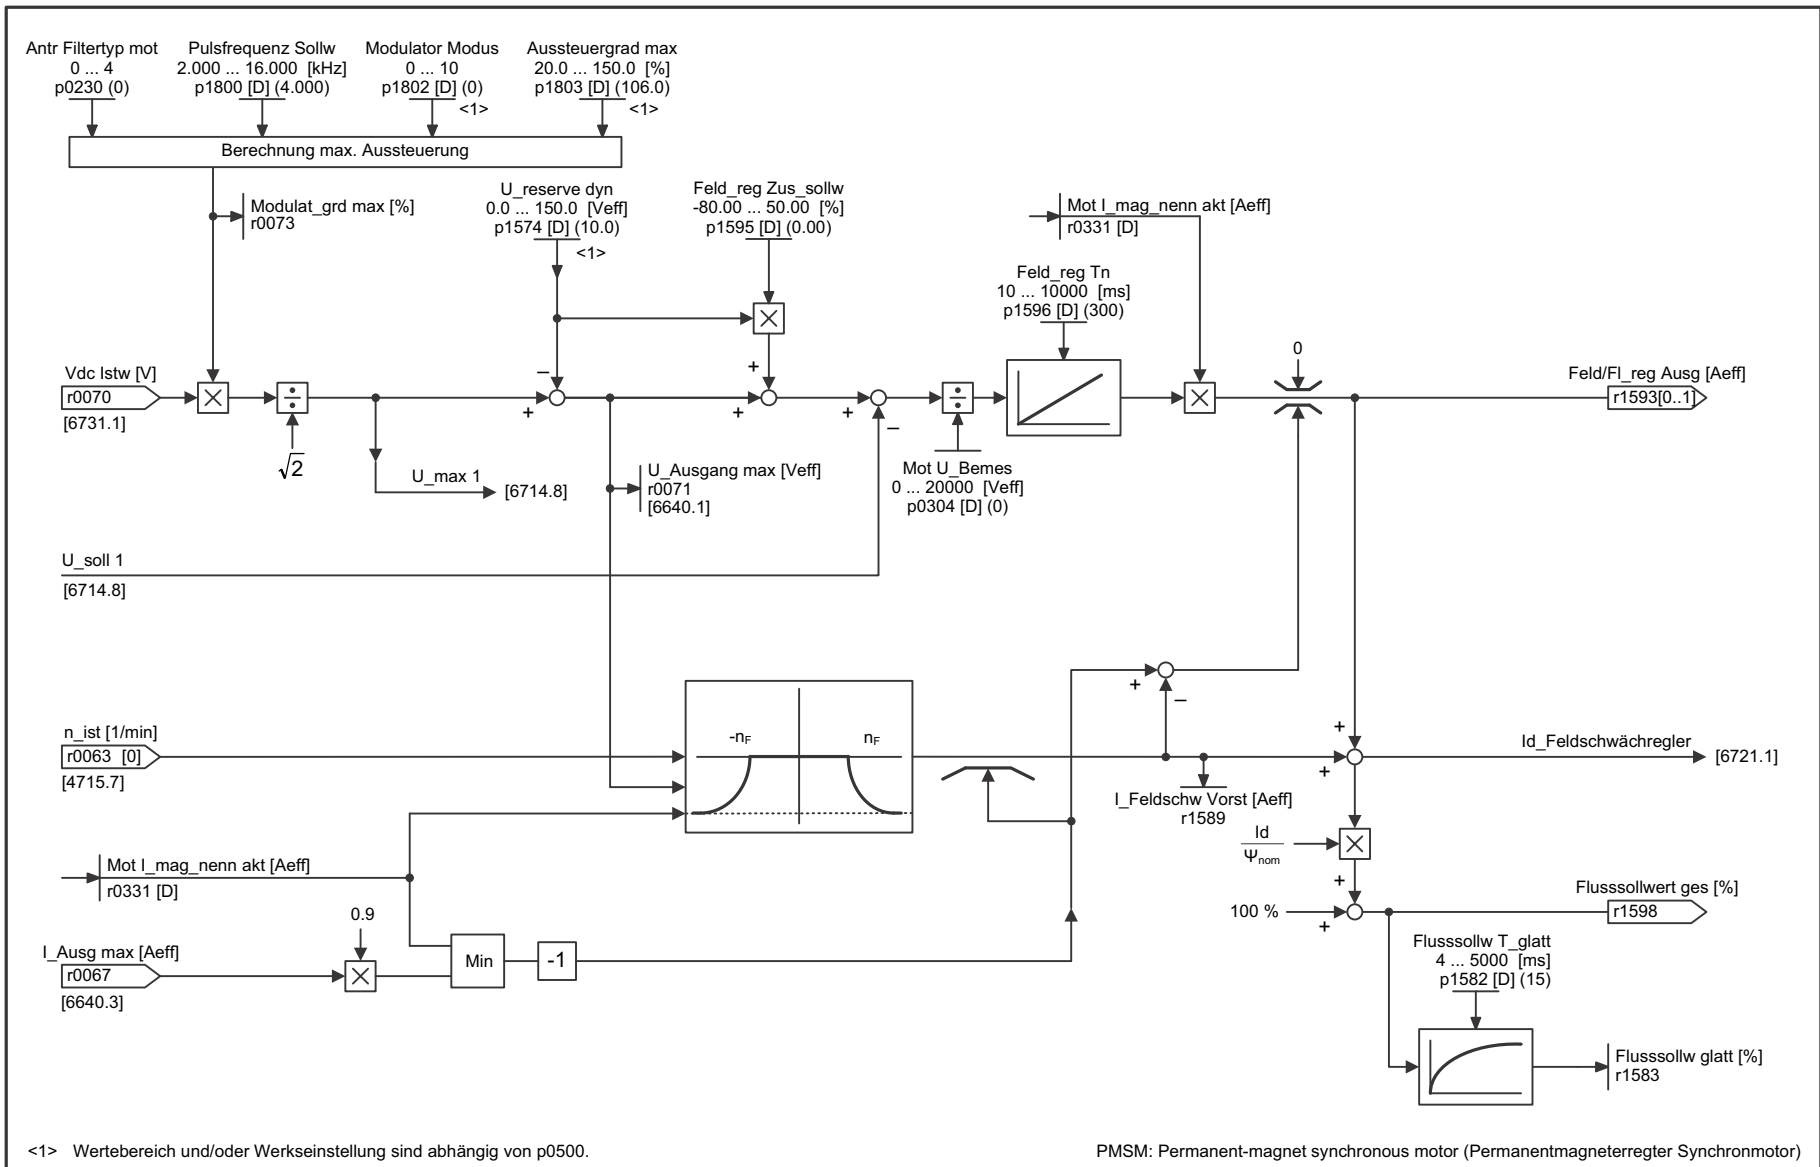 Antr Filtertyp mot
0 ... 4
p0230 (0)
Pulsfrequenz Sollw
2.000 ... 16.000 [kHz]
p1800 [D] (4.000)
Modulator Modus
0 ... 10
p1802 [D] (0)
<1>
Aussteuergrad max
20.0 ... 150.0 [%]
p1803 [D] (106.0)
<1>
Berechnung max. Aussteuerung
Modulat_grd max [%]
r0073
U_reserve dyn
0.0 ... 150.0 [Veff]
p1574 [D] (10.0)
<1>
Feld_reg Zus_sollw
-80.00 ... 50.00 [%]
p1595 [D] (0.00)
Mot I_mag_nenn akt [Aeff]
r0331 [D]
Feld_reg Tn
10 ... 10000 [ms]
p1596 [D] (300)
0
Vdc Istw [V]
r0070
[6731.1]
×
÷
√2
–
+
×
+
+
+
–
÷
×
Feld/Fl_reg Ausg [Aeff]
r1593[0..1]
U_max 1
[6714.8]
U_Ausgang max [Veff]
r0071
[6640.1]
Mot U_Bemes
0 ... 20000 [Veff]
p0304 [D] (0)
U_soll 1
[6714.8]
n_ist [1/min]
r0063 [0]
[4715.7]
-nF
nF
+
–
+
+
Id_Feldschwächregler
[6721.1]
I_Feldschw Vorst [Aeff]
r1589
Id
Ψnom
×
Mot I_mag_nenn akt [Aeff]
r0331 [D]
0.9
I_Ausg max [Aeff]
r0067
[6640.3]
×
Min
-1
+
100 %
+
Flusssollwert ges [%]
r1598
Flusssollw T_glatt
4 ... 5000 [ms]
p1582 [D] (15)
Flusssollw glatt [%]
r1583
<1> Wertebereich und/oder Werkseinstellung sind abhängig von p0500.
PMSM: Permanent-magnet synchronous motor (Permanentmagneterregter Synchronmotor)